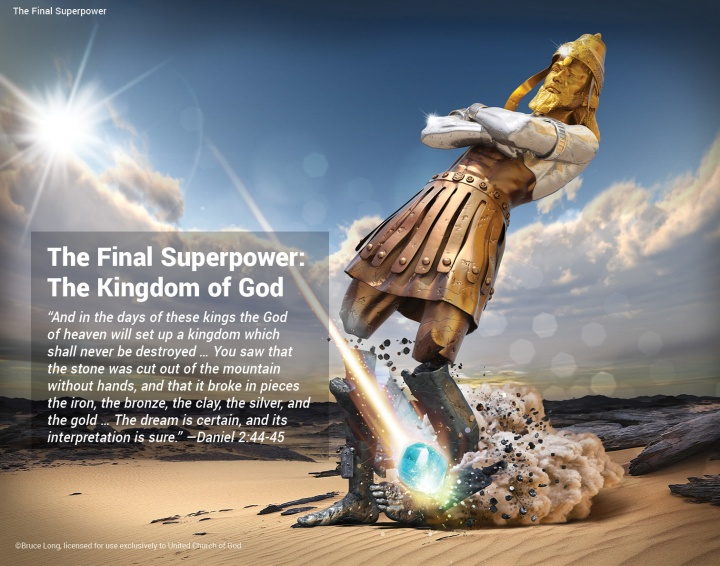 The Final Superpower
The Final Superpower:
The Kingdom of God
“And in the days of these kings the God
of heaven will set up a kingdom which
shall never be destroyed … You saw that
the stone was cut out of the mountain
without hands, and that it broke in pieces
the iron, the bronze, the clay, the silver, and
the gold … The dream is certain, and its
interpretation is sure.” —Daniel 2:44-45
©Bruce Long, licensed for use exclusively to United Church of God